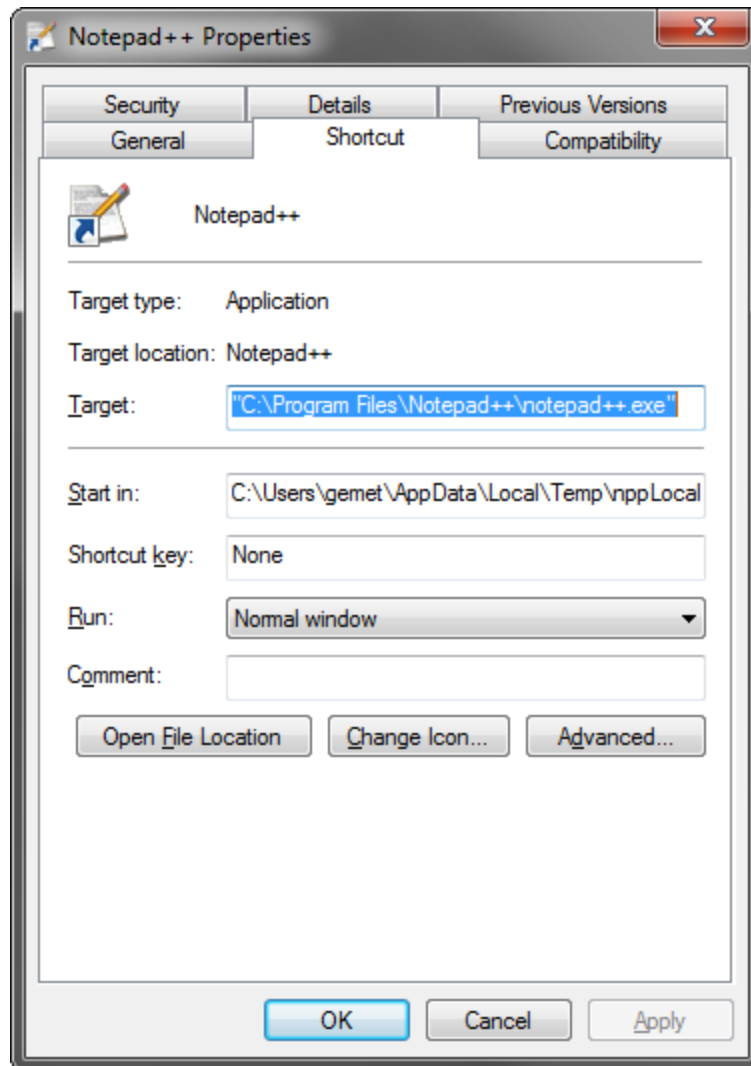 Notepad++ Properties
Security Details Previous Versions
General Shortcut Compatibility
Notepad++
Target type: Application
Target location: Notepad++
Target: "C:\Program Files\Notepad++\notepad++.exe"
Start in: C:\Users\gemet\AppData\Local\Temp\nppLocal
Shortcut key: None
Run: Normal window
Comment:
Open File Location Change Icon... Advanced...
OK Cancel Apply